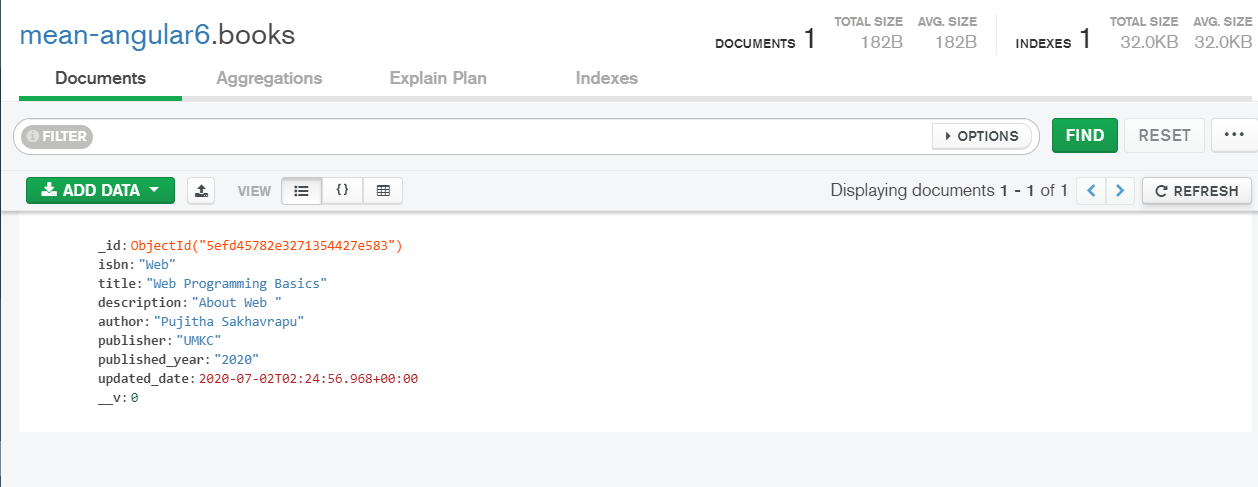 mean-angular6.books
DOCUMENTS 1 TOTAL SIZE 182B AVG. SIZE 182B INDEXES 1 TOTAL SIZE 32.0KB AVG. SIZE 32.0KB
Documents Aggregations Explain Plan Indexes
FILTER OPTIONS FIND RESET ...
ADD DATA VIEW {} Displaying documents 1 - 1 of 1 < > REFRESH
_id: ObjectId("5efd45782e3271354427e583")
isbn: "Web"
title: "Web Programming Basics"
description: "About Web "
author: "Pujitha Sakhavrapu"
publisher: "UMKC"
published_year: "2020"
updated_date: 2020-07-02T02:24:56.968+00:00
__v: 0